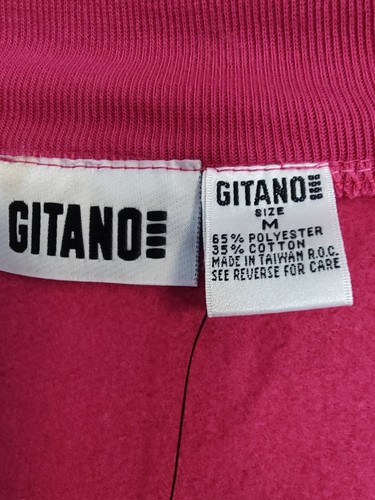 GITANO
GITANO
SIZE
M
65% POLYESTER
35% COTTON
MADE IN TAIWAN R.O.C.
SEE REVERSE FOR CARE